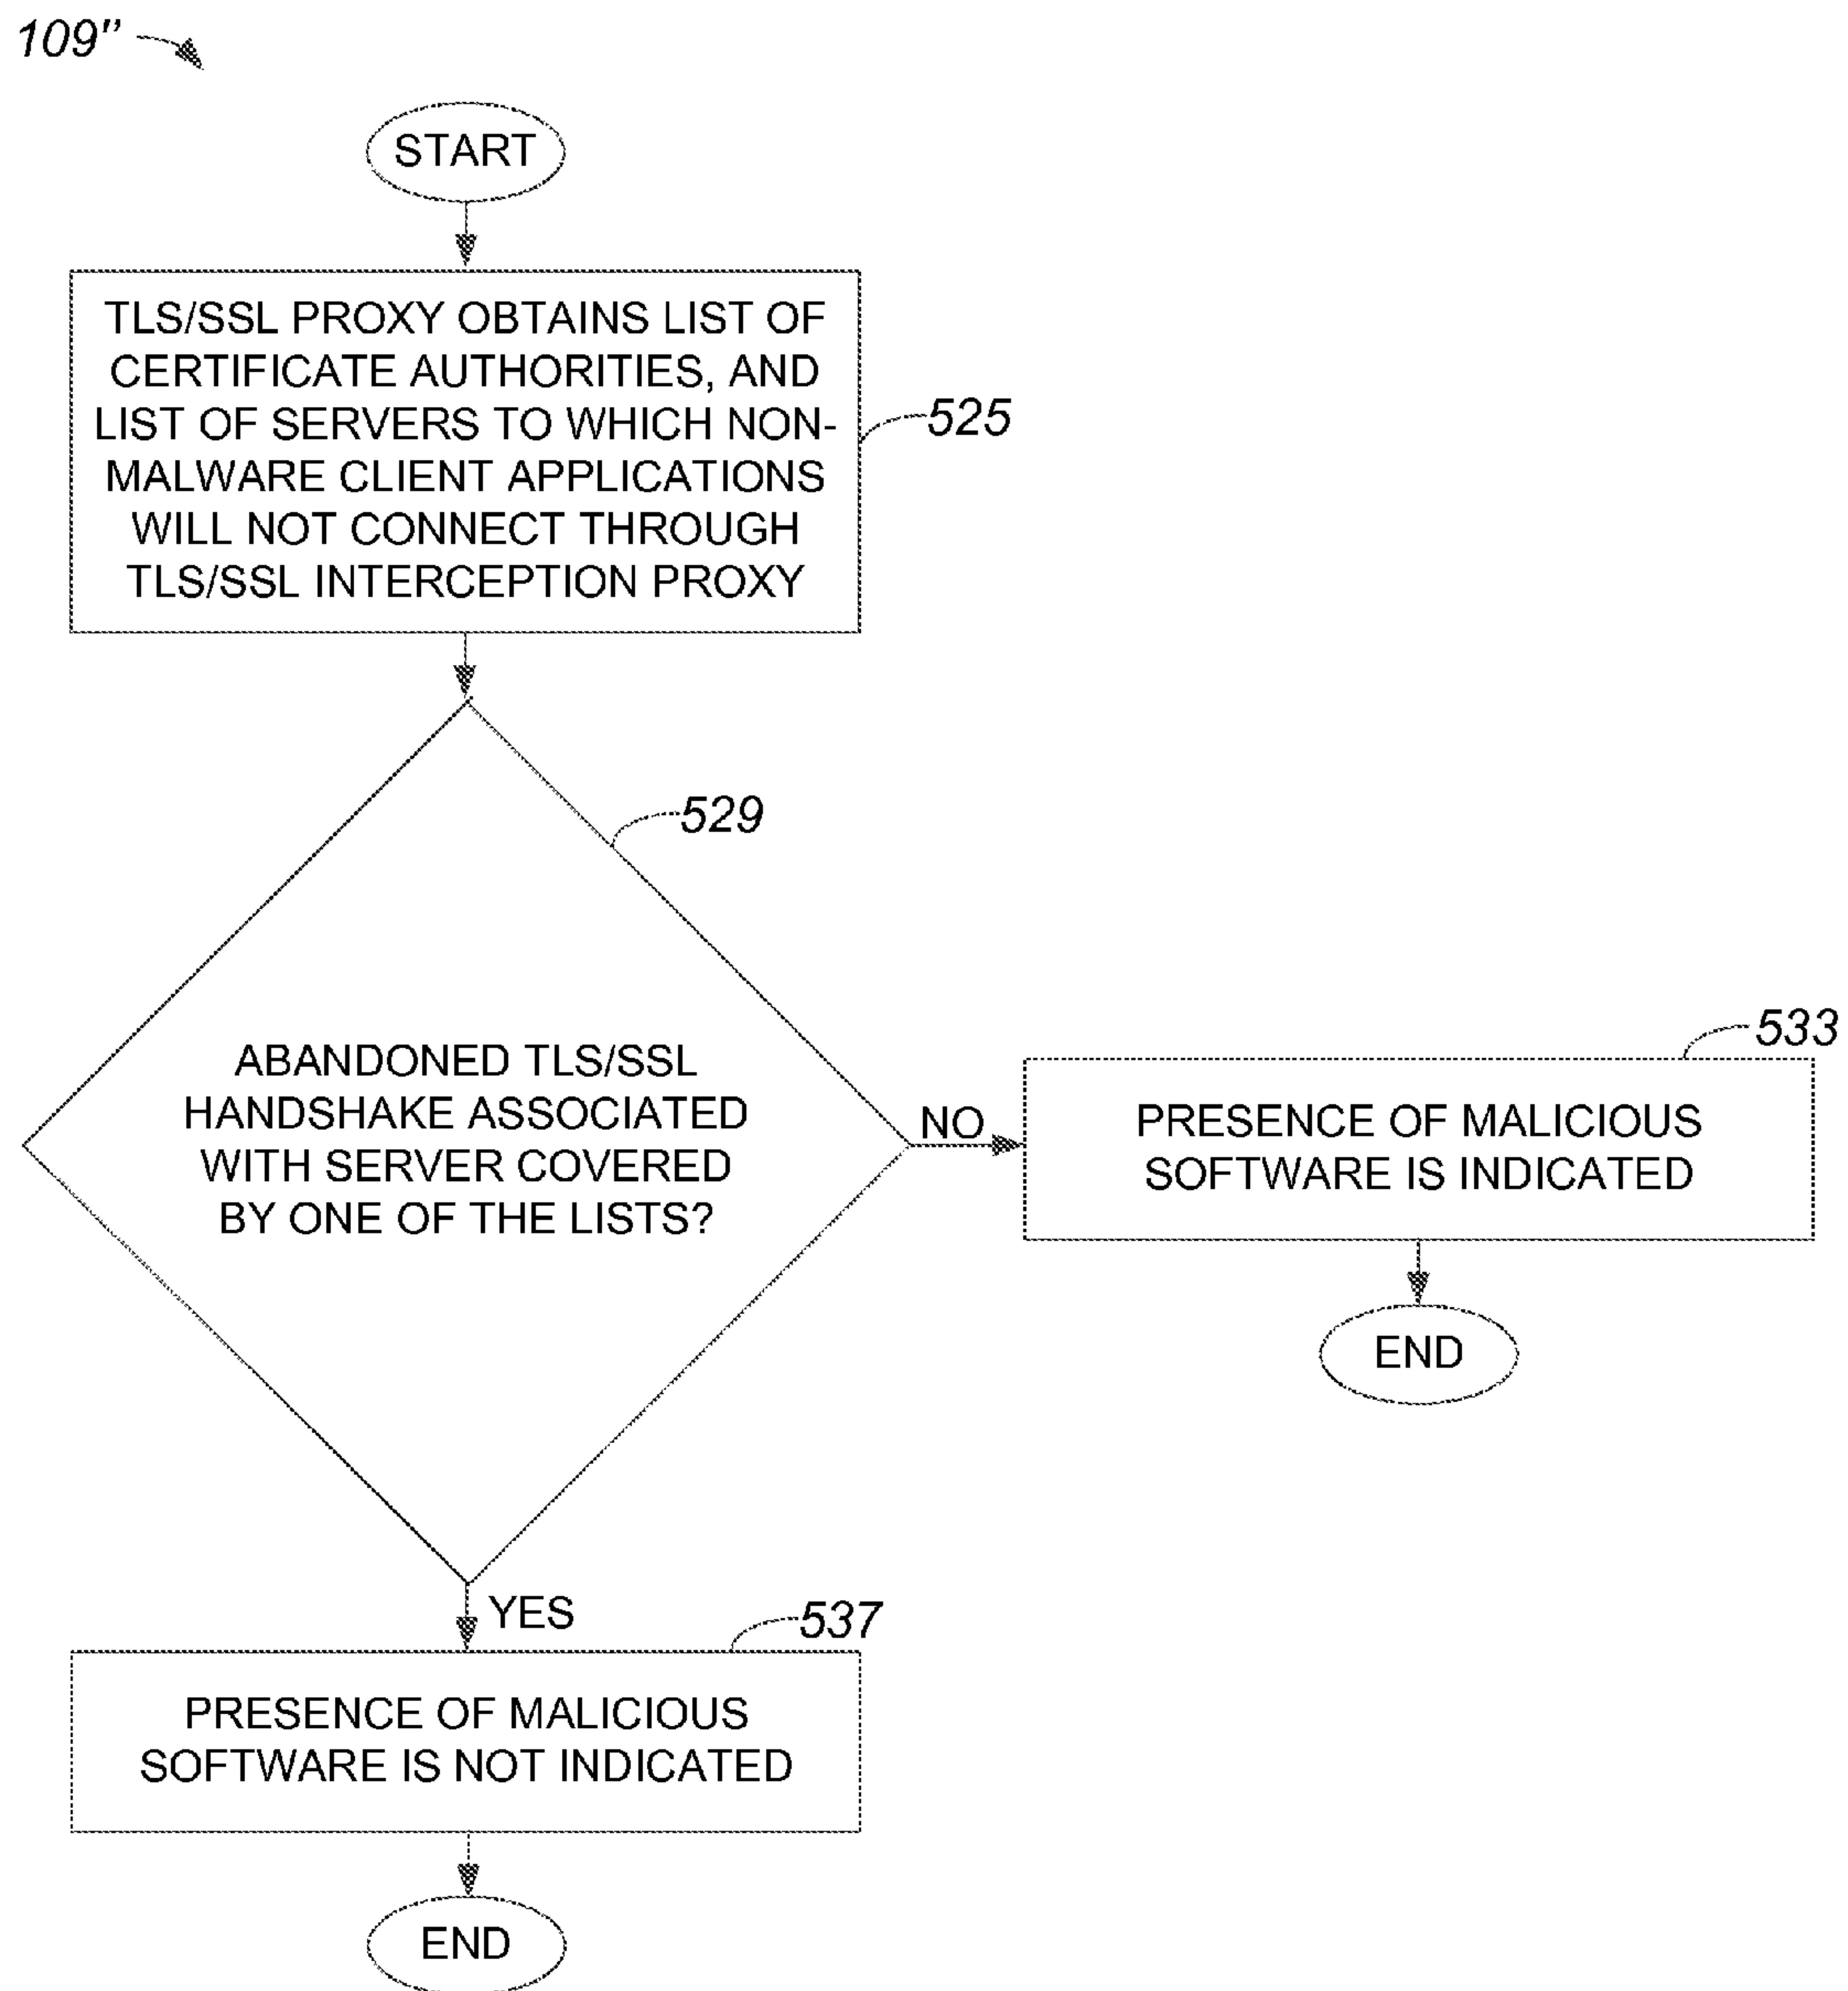 109"
START
TLS/SSL PROXY OBTAINS LIST OF
CERTIFICATE AUTHORITIES, AND
LIST OF SERVERS TO WHICH NON-
MALWARE CLIENT APPLICATIONS
WILL NOT CONNECT THROUGH
TLS/SSL INTERCEPTION PROXY
525
529
ABANDONED TLS/SSL
HANDSHAKE ASSOCIATED
WITH SERVER COVERED
BY ONE OF THE LISTS?
NO
533
PRESENCE OF MALICIOUS
SOFTWARE IS INDICATED
END
YES
537
PRESENCE OF MALICIOUS
SOFTWARE IS NOT INDICATED
END